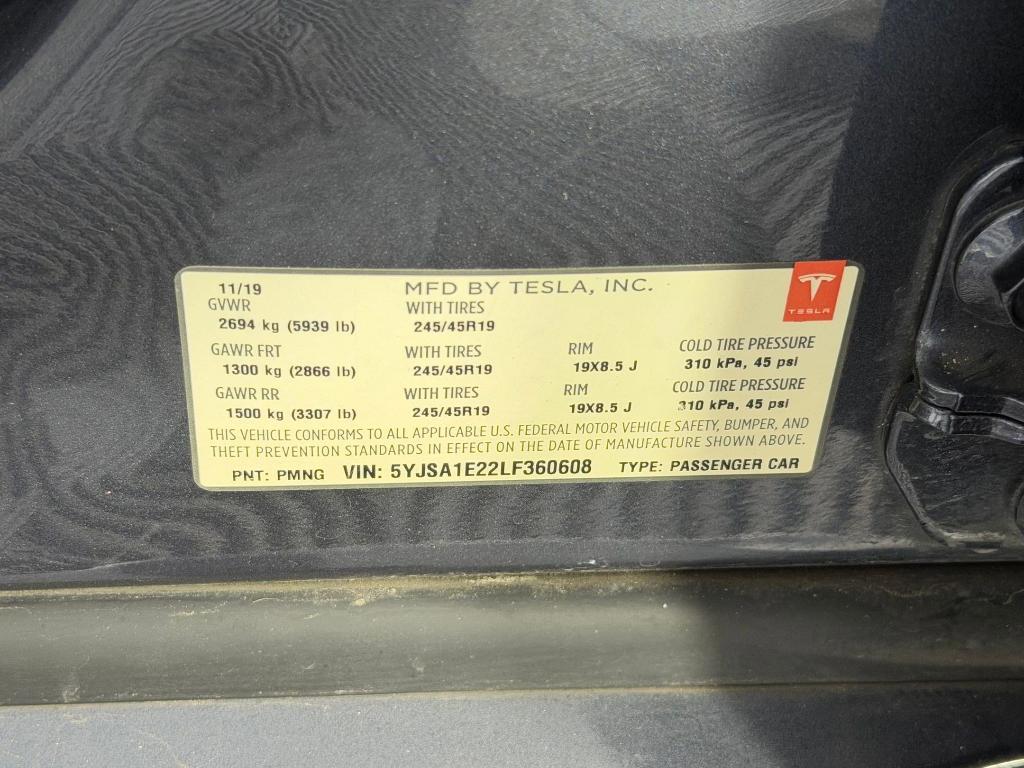 11/19 MFD BY TESLA, INC. TESLA
GVWR WITH TIRES
2694 kg (5939 lb) 245/45R19
GAWR FRT WITH TIRES RIM COLD TIRE PRESSURE
1300 kg (2866 lb) 245/45R19 19X8.5 J 310 kPa, 45 psi
GAWR RR WITH TIRES RIM COLD TIRE PRESSURE
1500 kg (3307 lb) 245/45R19 19X8.5 J 310 kPa, 45 psi
THIS VEHICLE CONFORMS TO ALL APPLICABLE U.S. FEDERAL MOTOR VEHICLE SAFETY, BUMPER, AND
THEFT PREVENTION STANDARDS IN EFFECT ON THE DATE OF MANUFACTURE SHOWN ABOVE.
PNT: PMNG VIN: 5YJSA1E22LF360608 TYPE: PASSENGER CAR